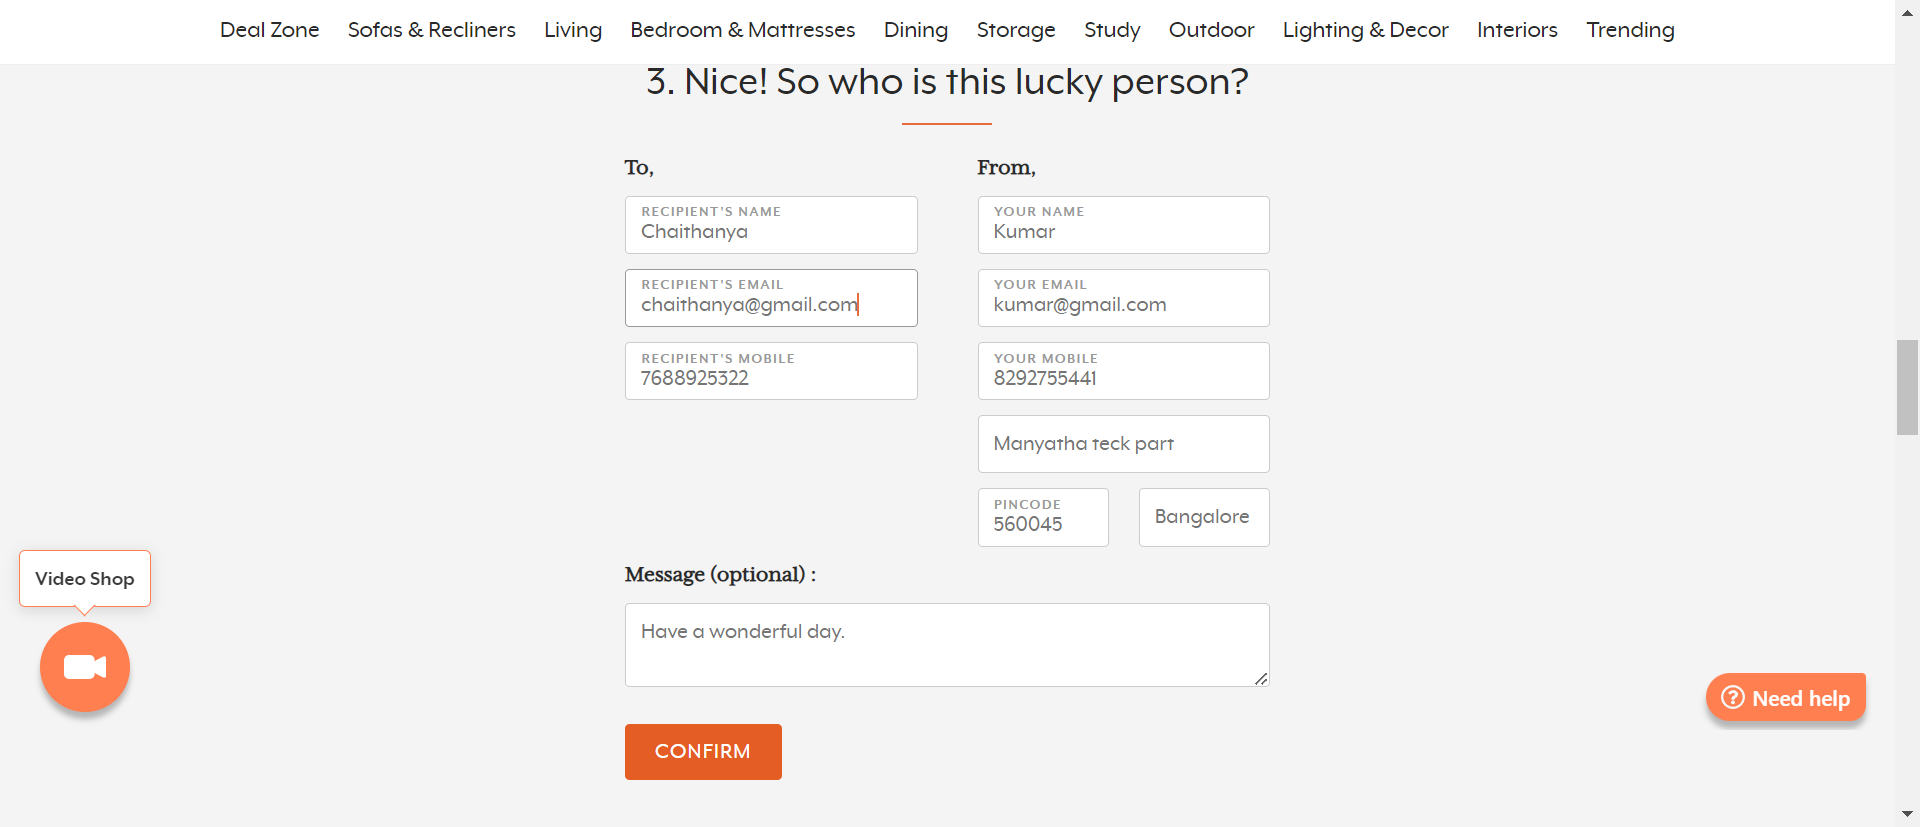 Deal Zone Sofas & Recliners Living Bedroom & Mattresses Dining Storage Study Outdoor Lighting & Decor Interiors Trending
3. Nice! So who is this lucky person?
To,
RECIPIENT'S NAME
Chaithanya
RECIPIENT'S EMAIL
chaithanya@gmail.com
RECIPIENT'S MOBILE
7688925322
From,
YOUR NAME
Kumar
YOUR EMAIL
kumar@gmail.com
YOUR MOBILE
8292755441
Manyatha teck part
PINCODE
560045
Bangalore
Message (optional) :
Have a wonderful day.
CONFIRM
Video Shop
Need help